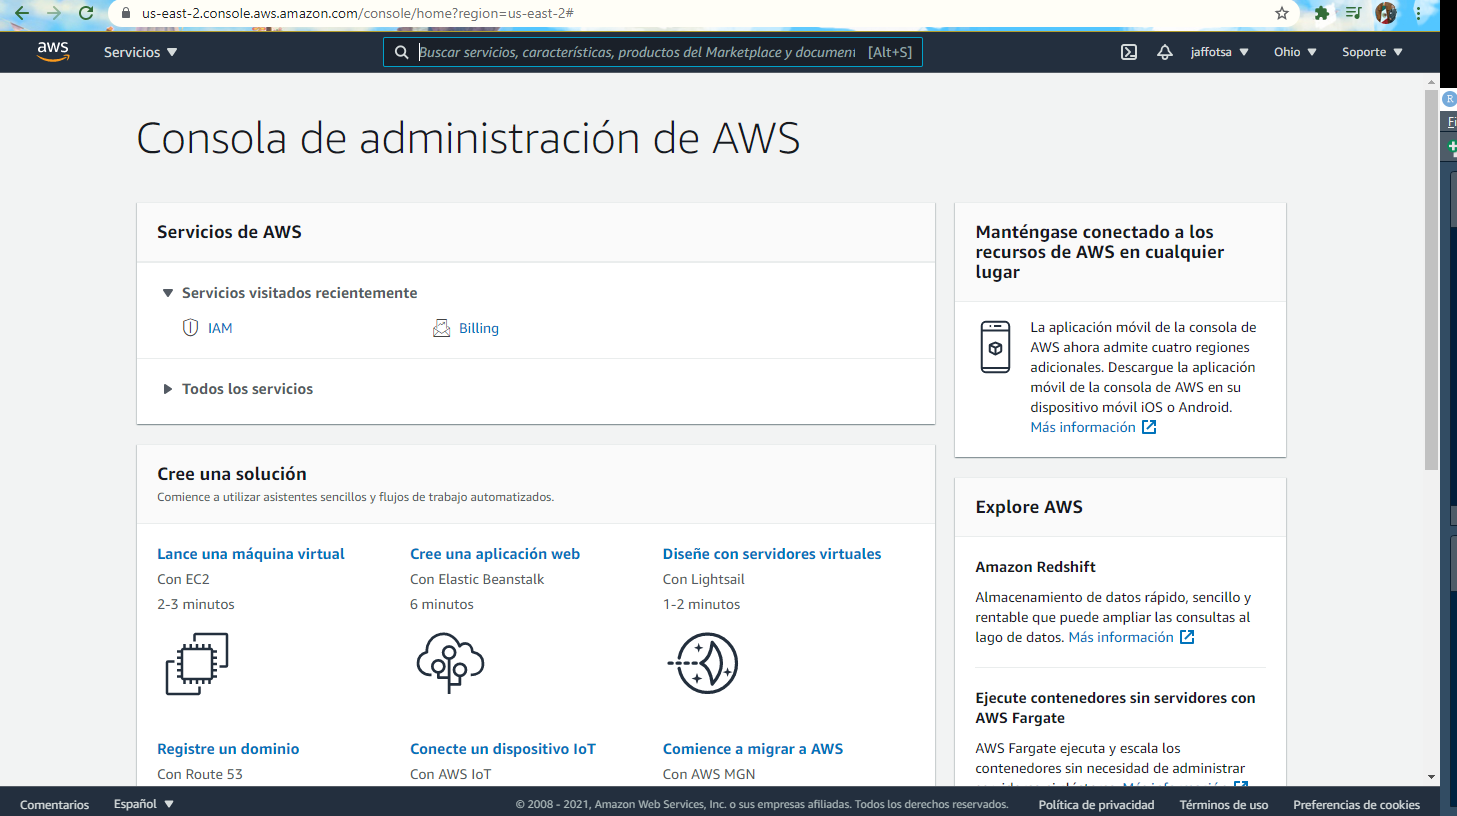 us-east-2.console.aws.amazon.com/console/home?region=us-east-2#
aws
Servicios
Buscar servicios, características, productos del Marketplace y documen [Alt+S]
jaffotsa
Ohio
Soporte
R
Fi
Consola de administración de AWS
Servicios de AWS
Servicios visitados recientemente
IAM
Billing
Todos los servicios
Cree una solución
Comience a utilizar asistentes sencillos y flujos de trabajo automatizados.
Lance una máquina virtual
Con EC2
2-3 minutos
Cree una aplicación web
Con Elastic Beanstalk
6 minutos
Diseñe con servidores virtuales
Con Lightsail
1-2 minutos
Registre un dominio
Con Route 53
Conecte un dispositivo IoT
Con AWS IoT
Comience a migrar a AWS
Con AWS MGN
Manténgase conectado a los
recursos de AWS en cualquier
lugar
La aplicación móvil de la consola de
AWS ahora admite cuatro regiones
adicionales. Descargue la aplicación
móvil de la consola de AWS en su
dispositivo móvil iOS o Android.
Más información
Explore AWS
Amazon Redshift
Almacenamiento de datos rápido, sencillo y
rentable que puede ampliar las consultas al
lago de datos. Más información
Ejecute contenedores sin servidores con
AWS Fargate
AWS Fargate ejecuta y escala los
contenedores sin necesidad de administrar
Comentarios
Español
© 2008 - 2021, Amazon Web Services, Inc. o sus empresas afiliadas. Todos los derechos reservados.
Política de privacidad
Términos de uso
Preferencias de cookies